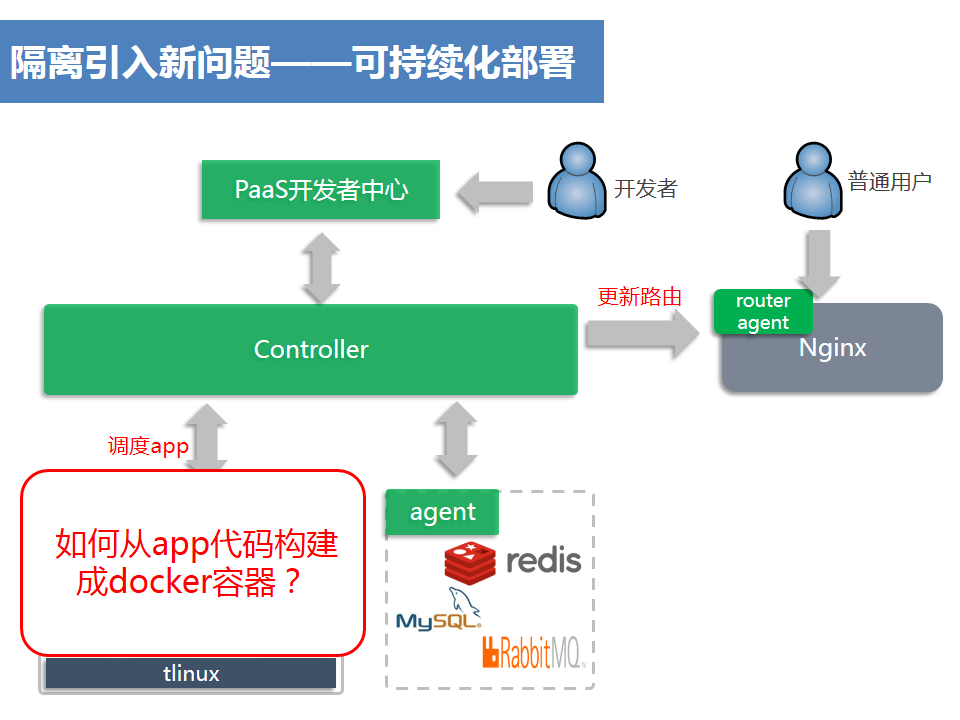 隔离引入新问题——可持续化部署
PaaS开发者中心
开发者
普通用户
更新路由
router
agent
Controller
Nginx
调度app
如何从app代码构建
成docker容器？
agent
redis
MySQL®
RabbitMQ™
tlinux